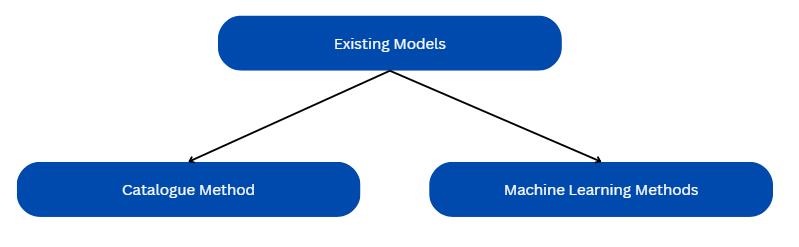 Existing Models
Catalogue Method
Machine Learning Methods